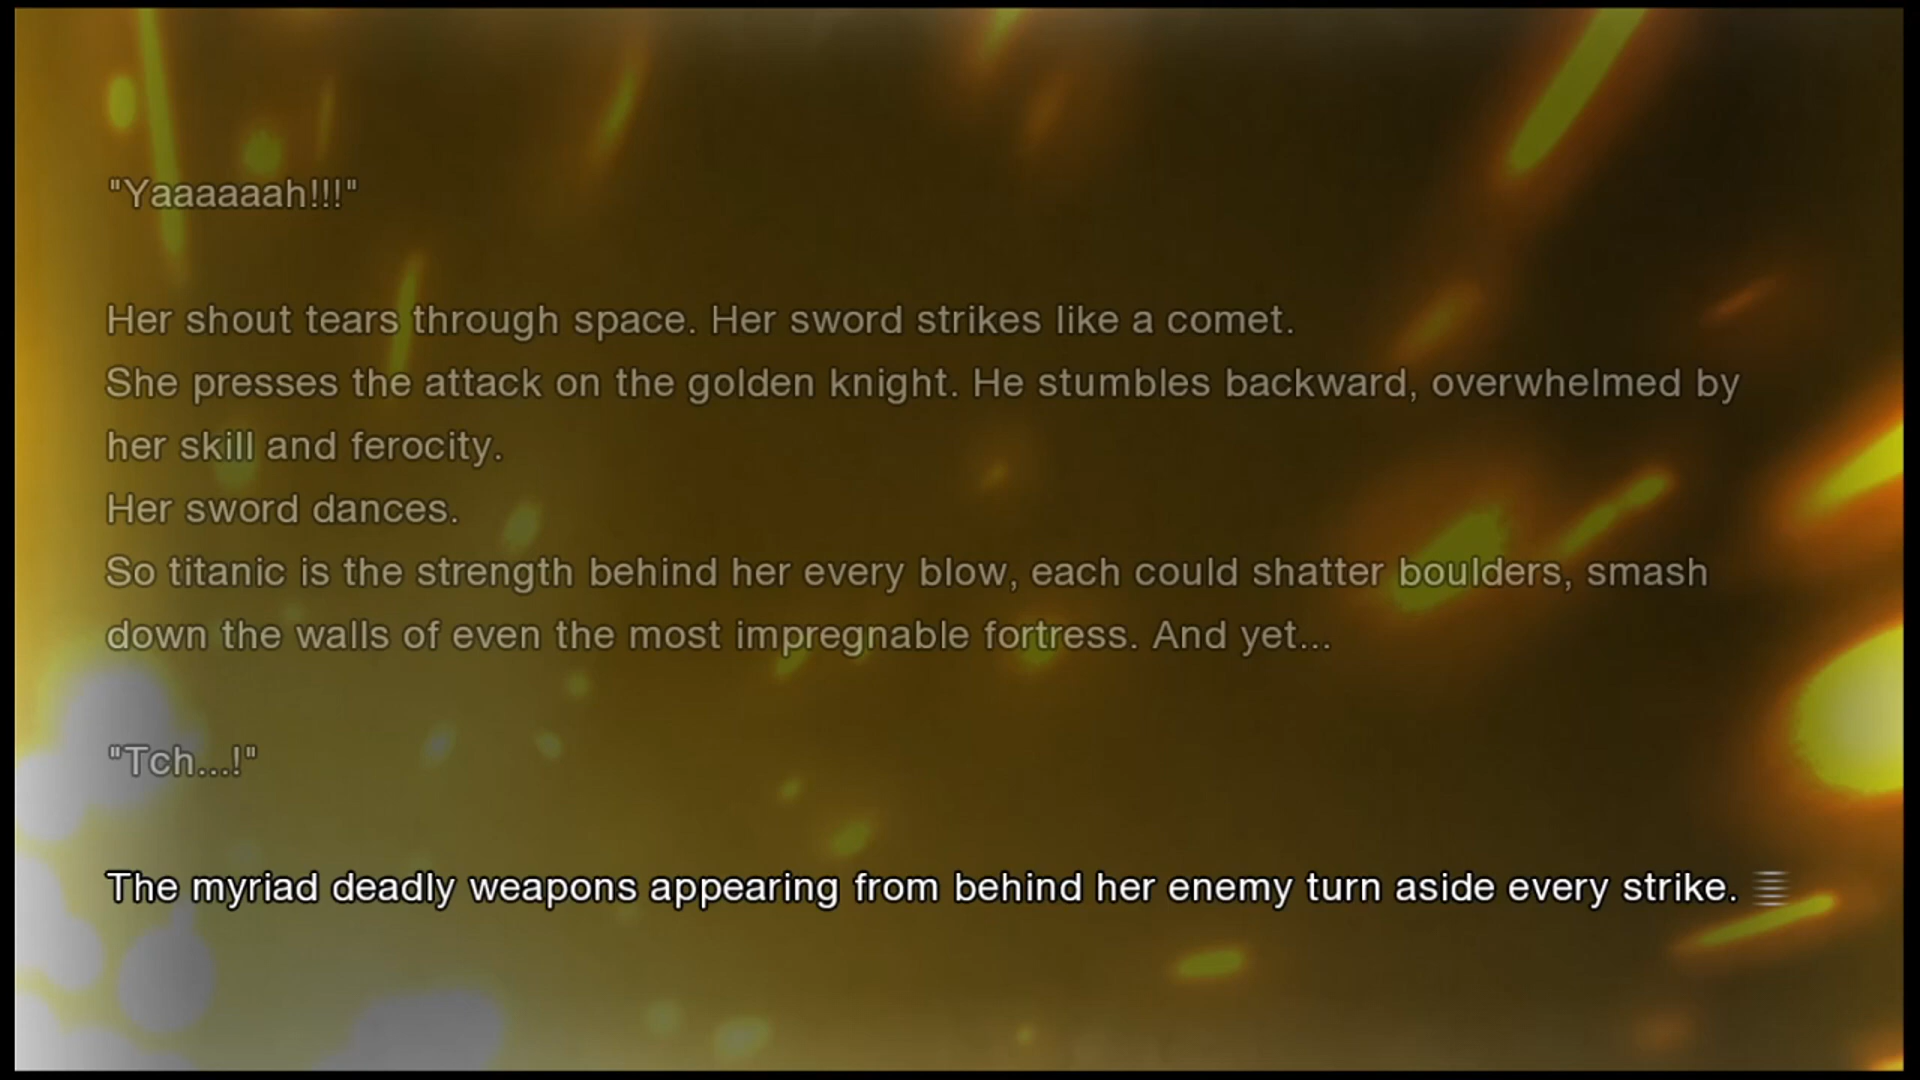 "Yaaaaaah!!!"
Her shout tears through space. Her sword strikes like a comet.
She presses the attack on the golden knight. He stumbles backward, overwhelmed by
her skill and ferocity.
Her sword dances.
So titanic is the strength behind her every blow, each could shatter boulders, smash
down the walls of even the most impregnable fortress. And yet...
"Tch...!"
The myriad deadly weapons appearing from behind her enemy turn aside every strike.